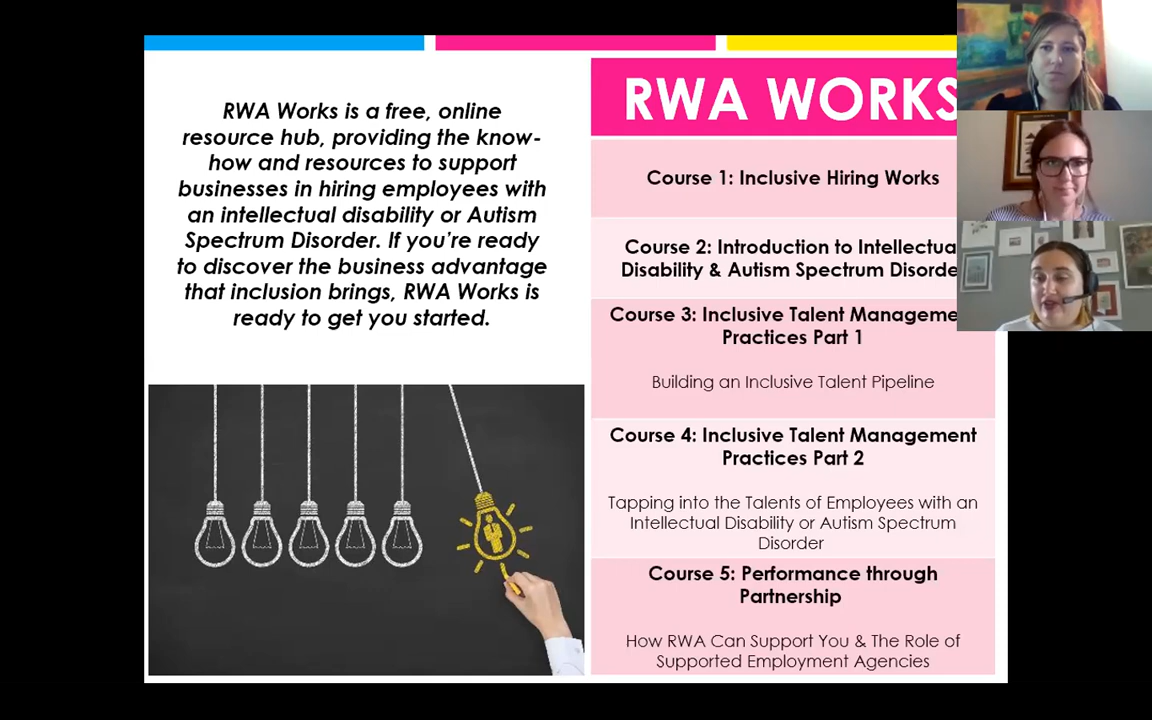 RWA Works is a free, online
resource hub, providing the know-
how and resources to support
businesses in hiring employees with
an intellectual disability or Autism
Spectrum Disorder. If you're ready
to discover the business advantage
that inclusion brings, RWA Works is
ready to get you started.
RWA WORKS
Course 1: Inclusive Hiring Works
Course 2: Introduction to Intellectua
Disability & Autism Spectrum Disorde
Course 3: Inclusive Talent Manageme
Practices Part 1
Building an Inclusive Talent Pipeline
Course 4: Inclusive Talent Management
Practices Part 2
Tapping into the Talents of Employees with an
Intellectual Disability or Autism Spectrum
Disorder
Course 5: Performance through
Partnership
How RWA Can Support You & The Role of
Supported Employment Agencies